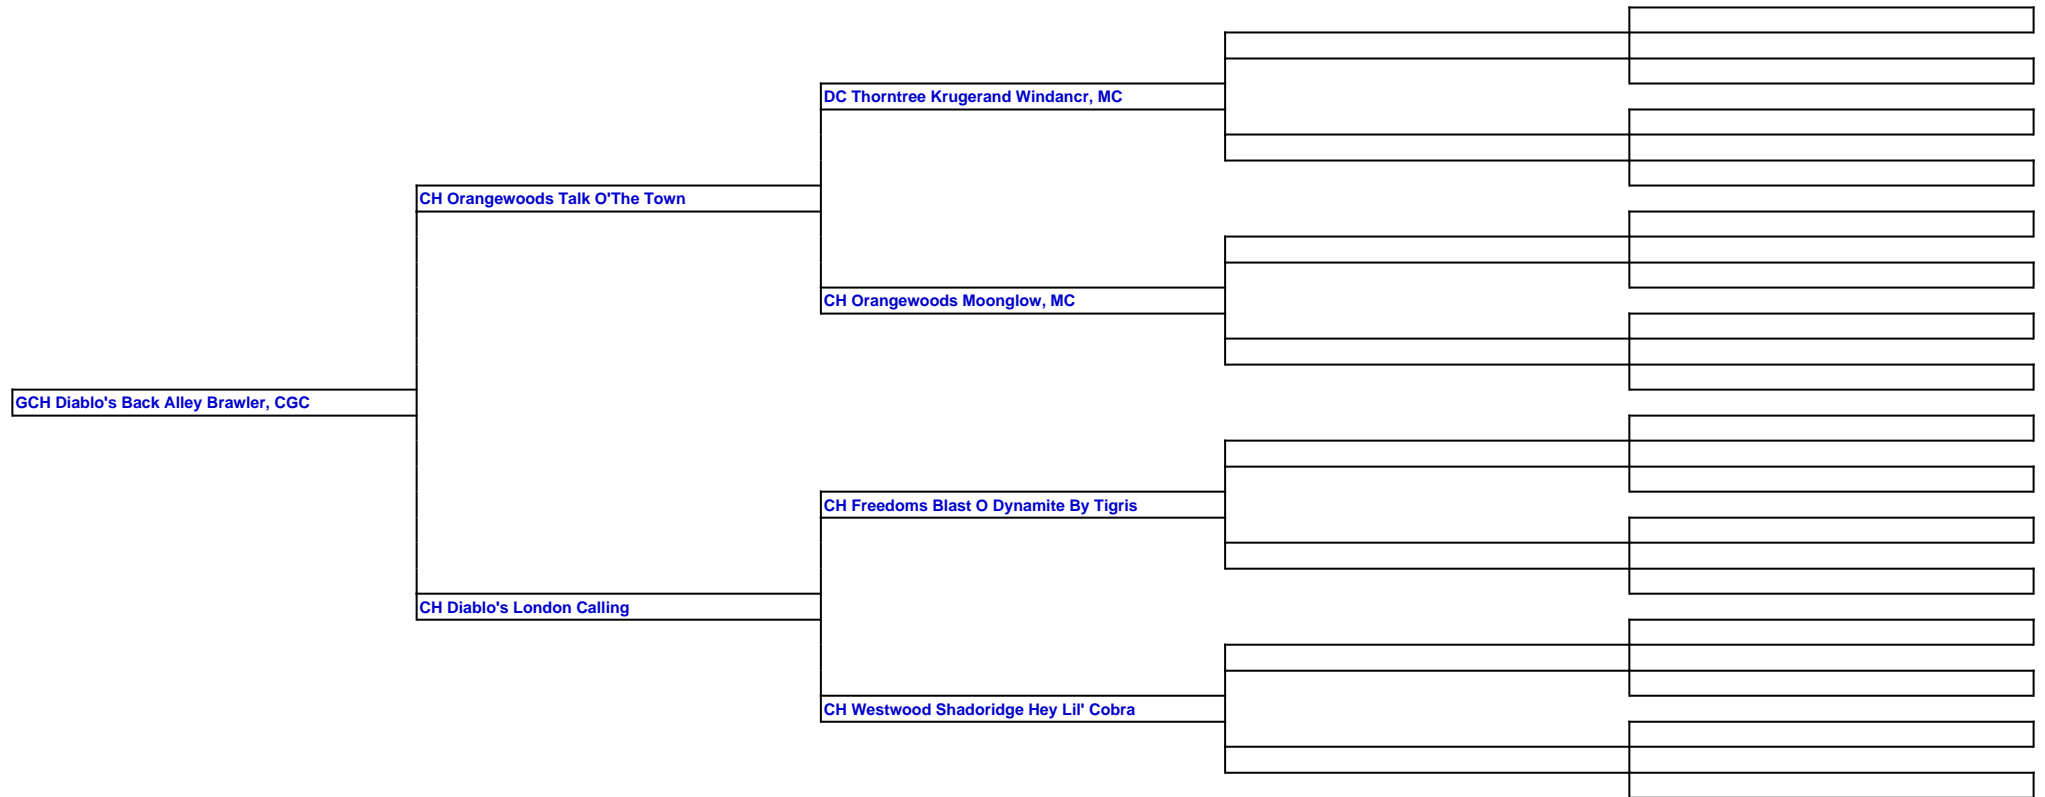 DC Thorntree Krugerand Windancr, MC
CH Orangewoods Talk O'The Town
CH Orangewoods Moonglow, MC
GCH Diablo's Back Alley Brawler, CGC
CH Freedoms Blast O Dynamite By Tigris
CH Diablo's London Calling
CH Westwood Shadoridge Hey Lil' Cobra